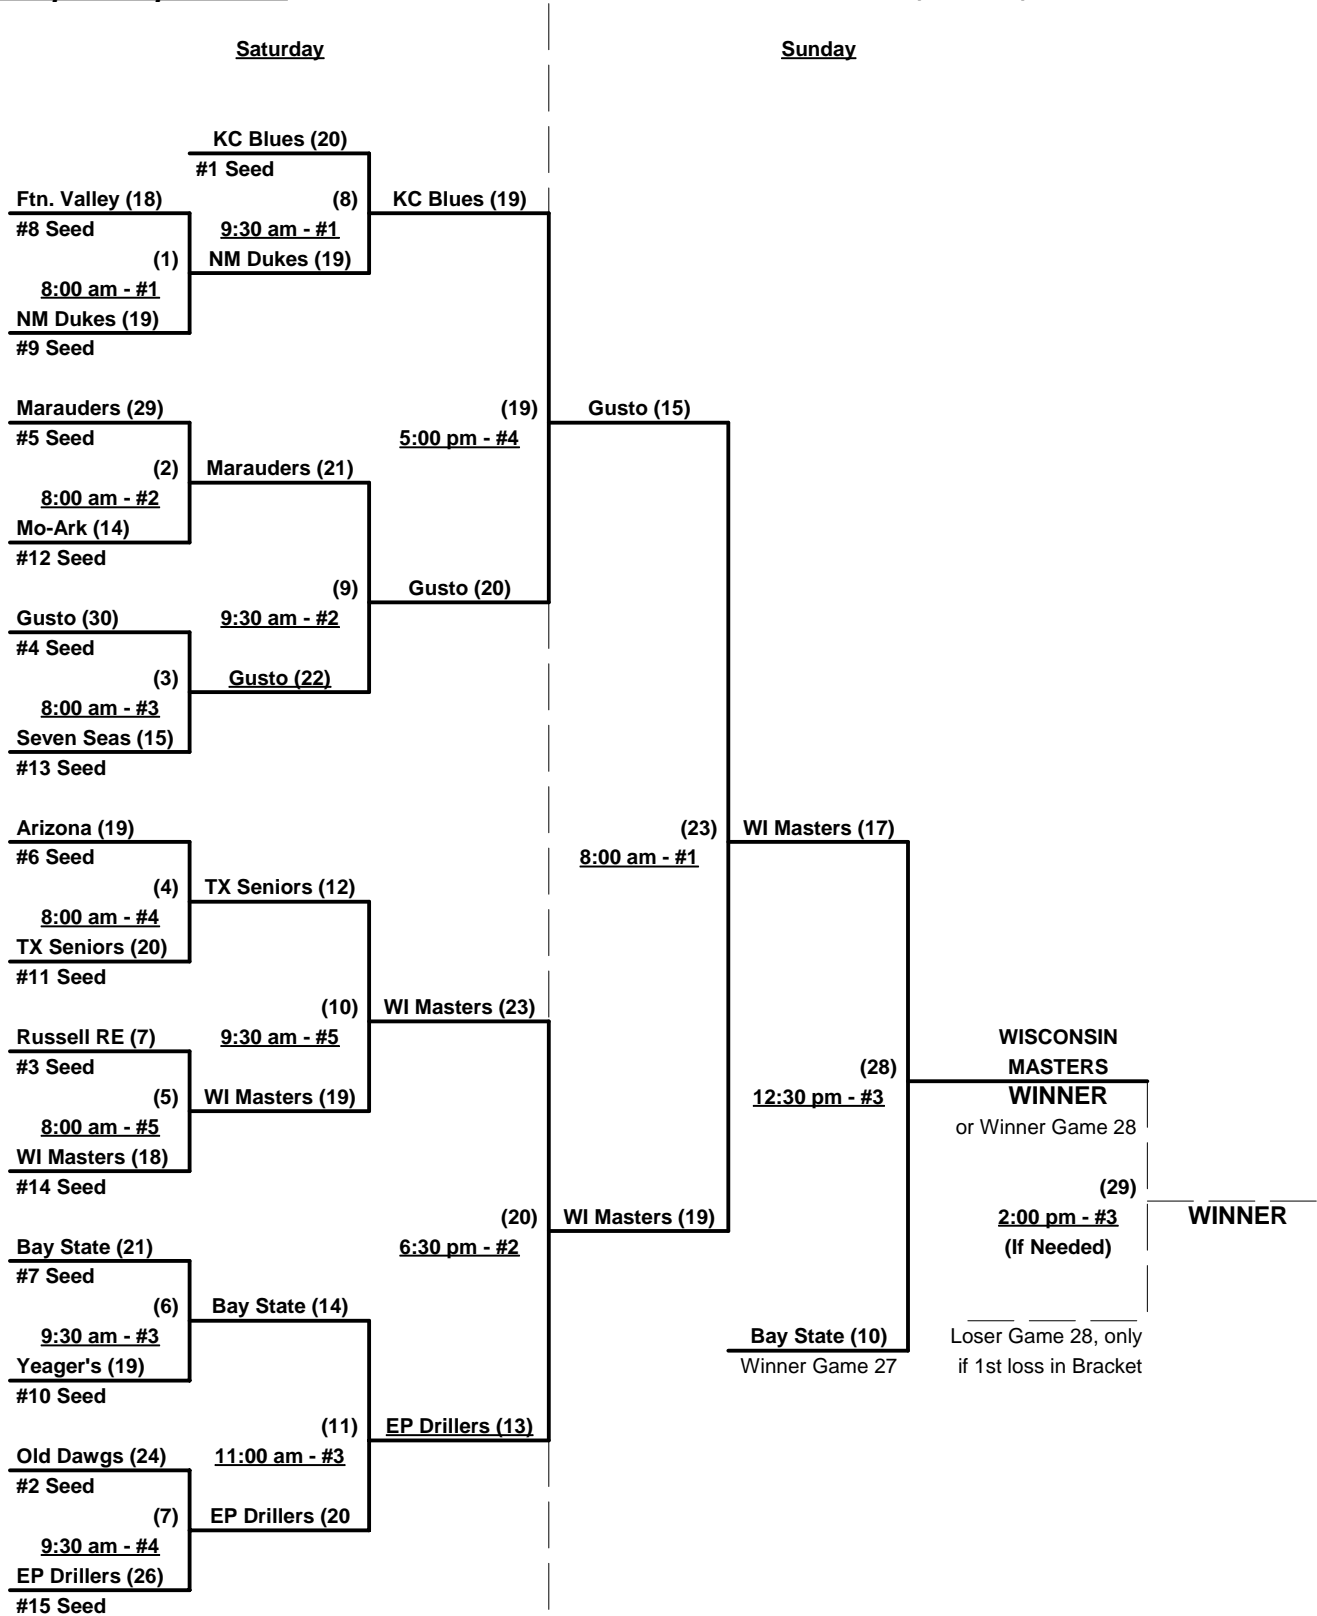 Saturday
Sunday
KC Blues (20)
#1 Seed
Ftn. Valley (18)
(8)
KC Blues (19)
#8 Seed
9:30 am - #1
(1)
NM Dukes (19)
8:00 am - #1
NM Dukes (19)
#9 Seed
Marauders (29)
(19)
Gusto (15)
#5 Seed
5:00 pm - #4
(2)
Marauders (21)
8:00 am - #2
Mo-Ark (14)
#12 Seed
(9)
Gusto (20)
Gusto (30)
9:30 am - #2
#4 Seed
(3)
Gusto (22)
8:00 am - #3
Seven Seas (15)
#13 Seed
Arizona (19)
(23)
WI Masters (17)
#6 Seed
8:00 am - #1
(4)
TX Seniors (12)
8:00 am - #4
TX Seniors (20)
#11 Seed
(10)
WI Masters (23)
Russell RE (7)
9:30 am - #5
WISCONSIN
#3 Seed
(28)
MASTERS
(5)
WI Masters (19)
12:30 pm - #3
WINNER
8:00 am - #5
or Winner Game 28
WI Masters (18)
#14 Seed
(29)
(20)
WI Masters (19)
2:00 pm - #3
WINNER
Bay State (21)
6:30 pm - #2
(If Needed)
#7 Seed
(6)
Bay State (14)
9:30 am - #3
Bay State (10)
Loser Game 28, only
Yeager's (19)
Winner Game 27
if 1st loss in Bracket
#10 Seed
(11)
EP Drillers (13)
Old Dawgs (24)
11:00 am - #3
#2 Seed
(7)
EP Drillers (20
9:30 am - #4
EP Drillers (26)
#15 Seed